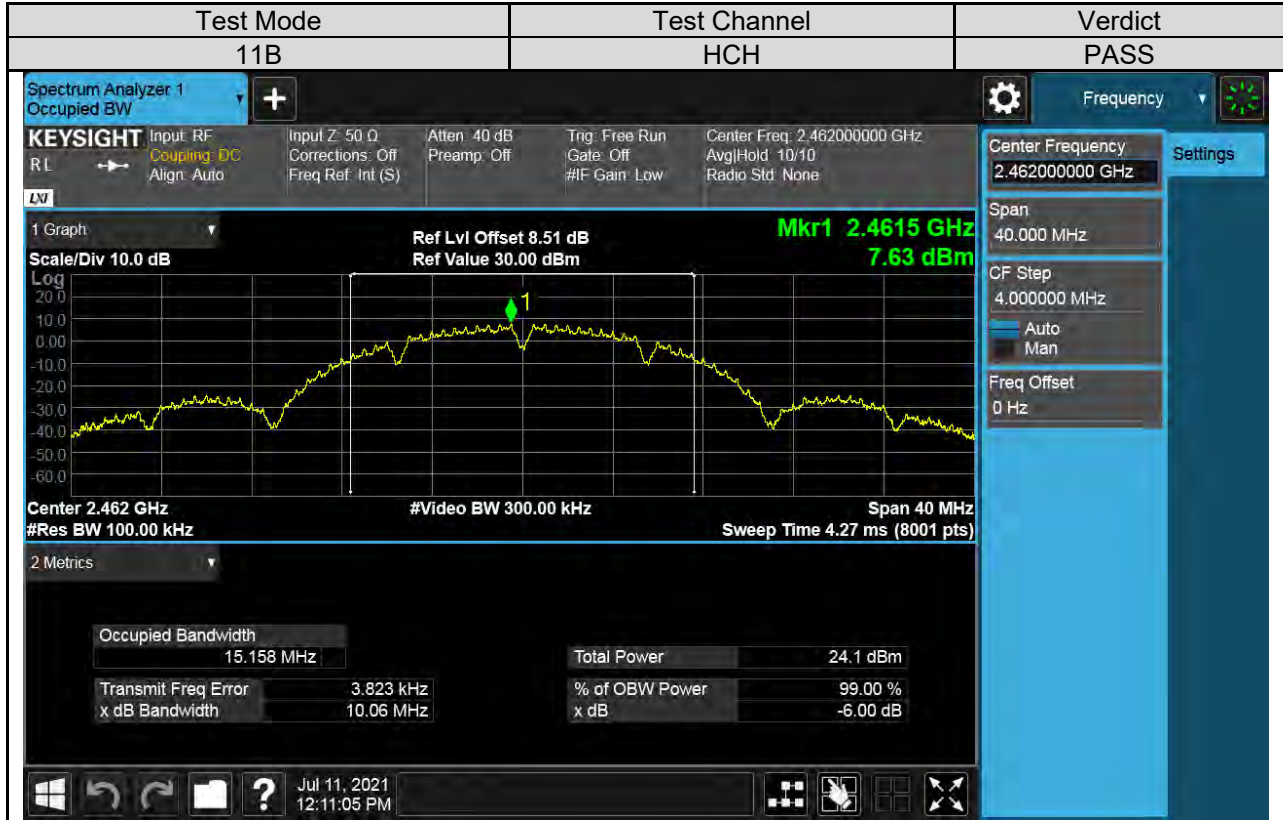 Test Mode Test Channel Verdict
11B HCH PASS
Spectrum Analyzer 1
Occupied BW
+
Frequency
KEYSIGHT Input: RF Input Z: 50 Ω Atten: 40 dB Trig: Free Run Center Freq: 2.462000000 GHz
RL Coupling: DC Corrections: Off Preamp: Off Gate: Off Avg|Hold: 10/10
Align: Auto Freq Ref: Int (S) #IF Gain: Low Radio Std: None
LXI
Center Frequency
2.462000000 GHz
Settings
Span
40.000 MHz
CF Step
4.000000 MHz
Auto
Man
Freq Offset
0 Hz
1 Graph
Scale/Div 10.0 dB
Ref Lvl Offset 8.51 dB
Ref Value 30.00 dBm
Mkr1 2.4615 GHz
7.63 dBm
Log
20.0
10.0
0.00
-10.0
-20.0
-30.0
-40.0
-50.0
-60.0
1
Center 2.462 GHz #Video BW 300.00 kHz Span 40 MHz
#Res BW 100.00 kHz Sweep Time 4.27 ms (8001 pts)
2 Metrics
Occupied Bandwidth
15.158 MHz
Total Power 24.1 dBm
Transmit Freq Error 3.823 kHz % of OBW Power 99.00 %
x dB Bandwidth 10.06 MHz x dB -6.00 dB
? Jul 11, 2021
12:11:05 PM